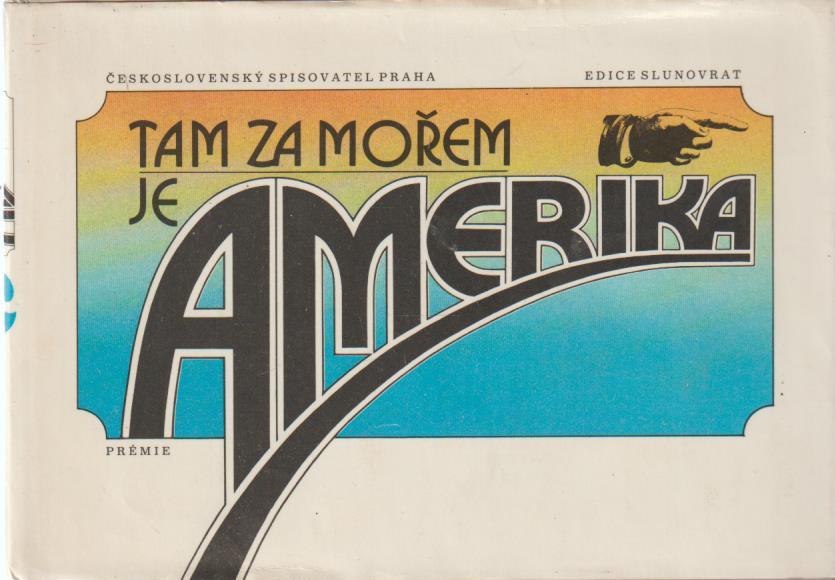 ČESKOSLOVENSKÝ SPISOVATEL PRAHA
EDICE SLUNOVRAT
TAM ZA MOŘEM
JE AMERIKA
PRÉMIE